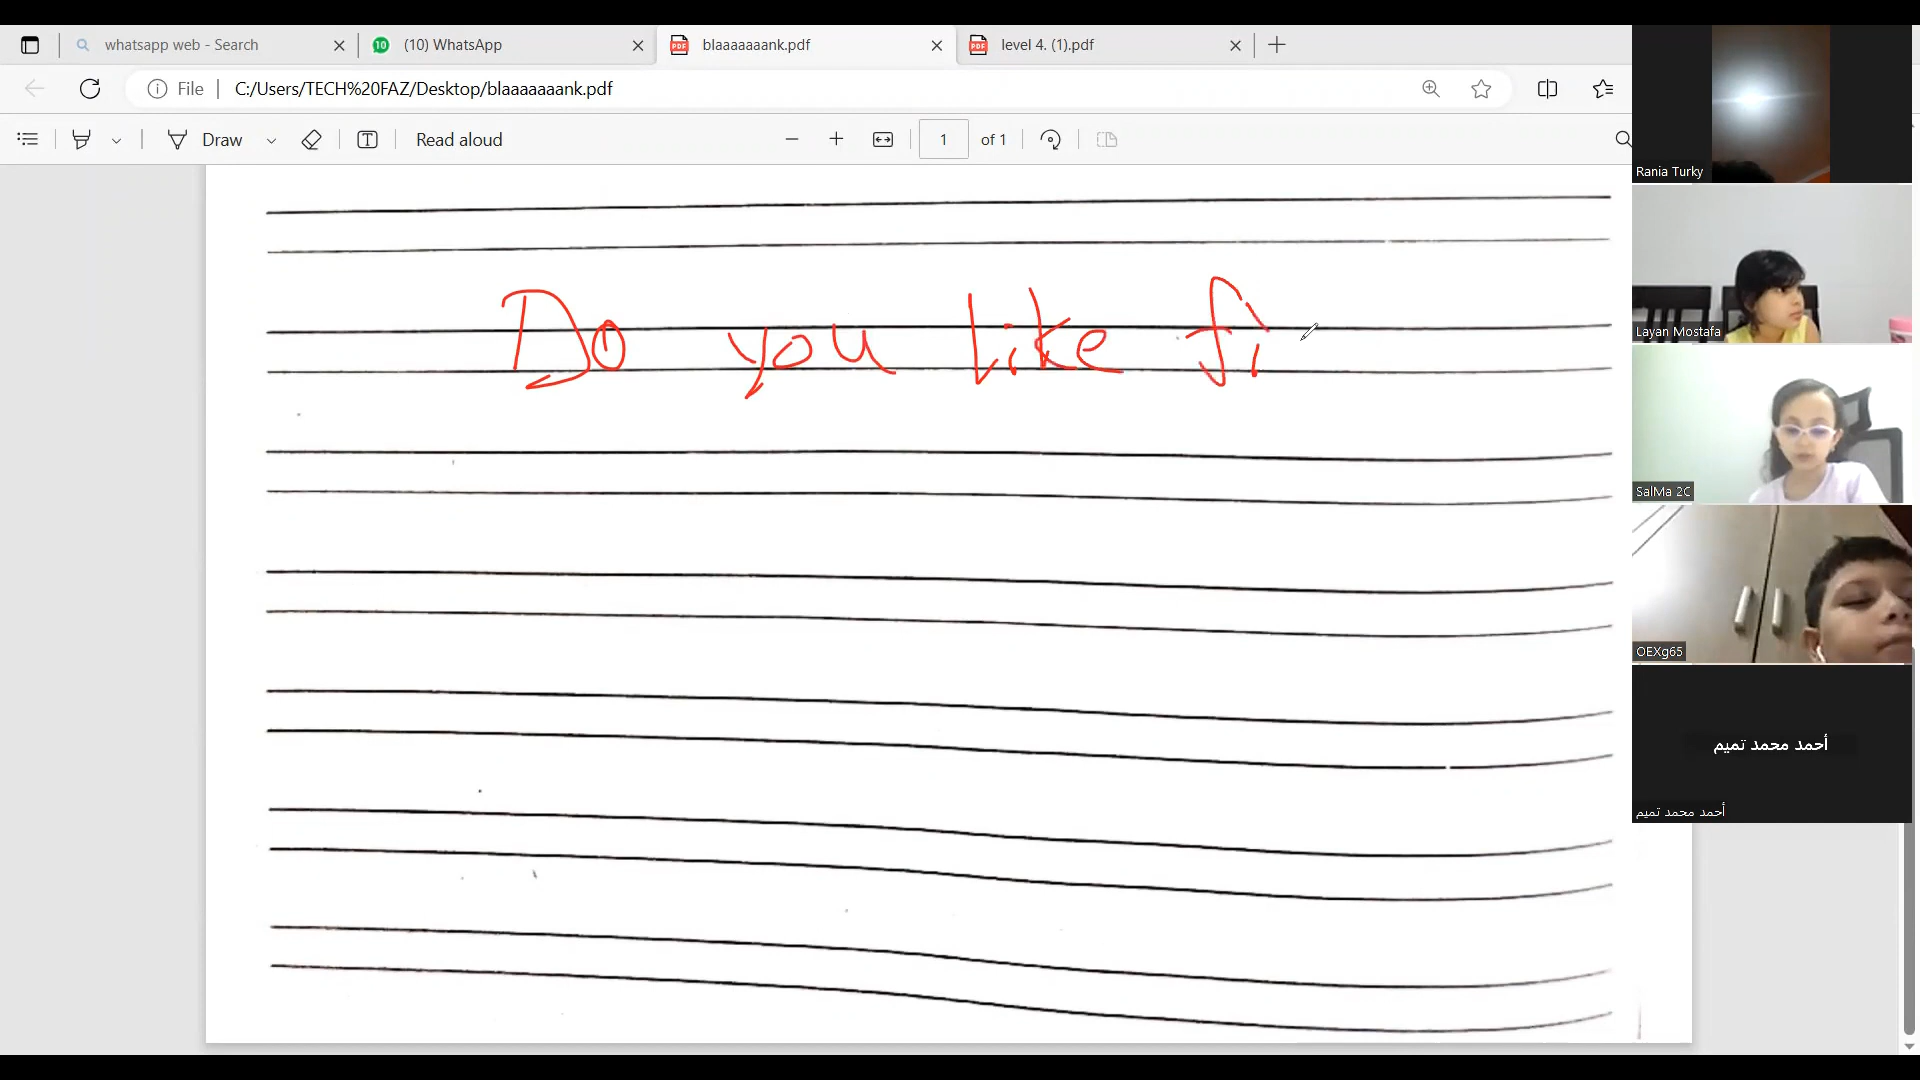 whatsapp web - Search
(10) WhatsApp
blaaaaaaank.pdf
level 4. (1).pdf
File
C:/Users/TECH%20FAZ/Desktop/blaaaaaaank.pdf
Draw
Read aloud
1 of 1
Do you like fi
Rania Turky
Layan Mostafa
SalMa 2C
OEXg65
أحمد محمد تميم
أحمد محمد تميم